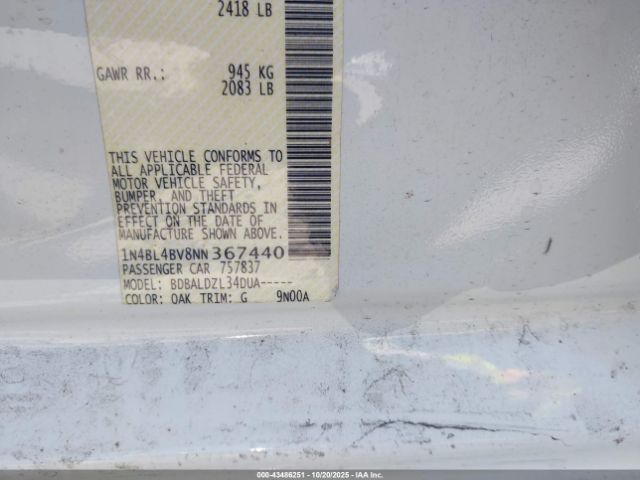 2418 LB
GAWR RR.: 945 KG
2083 LB
THIS VEHICLE CONFORMS TO
ALL APPLICABLE FEDERAL
MOTOR VEHICLE SAFETY,
BUMPER, AND THEFT
PREVENTION STANDARDS IN
EFFECT ON THE DATE OF
MANUFACTURE SHOWN ABOVE.
1N4BL4BV8NN367440
PASSENGER CAR 757837
MODEL: BDBALDZL34DUA-----
COLOR: OAK TRIM: G 9N00A
000-43486251 - 10/20/2025 - Copyright © IAA, Inc.